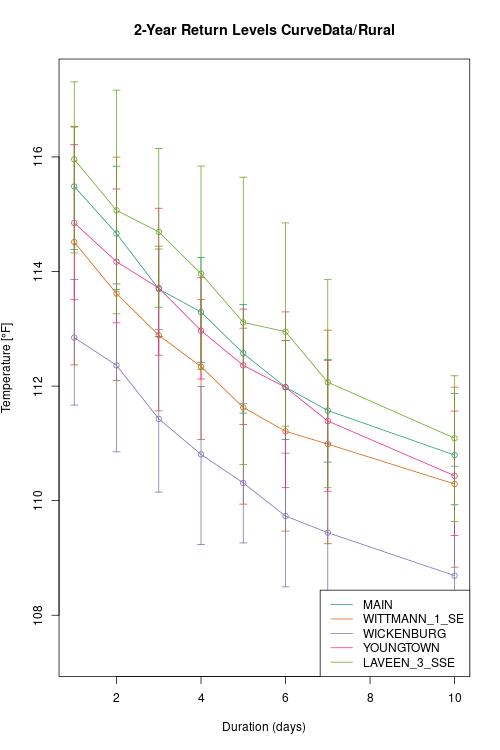 2-Year Return Levels CurveData/Rural
Temperature [°F]
116
114
112
110
108
2 4 6 8 10
Duration (days)
MAIN
WITTMANN_1_SE
WICKENBURG
YOUNGTOWN
LAVEEN_3_SSE